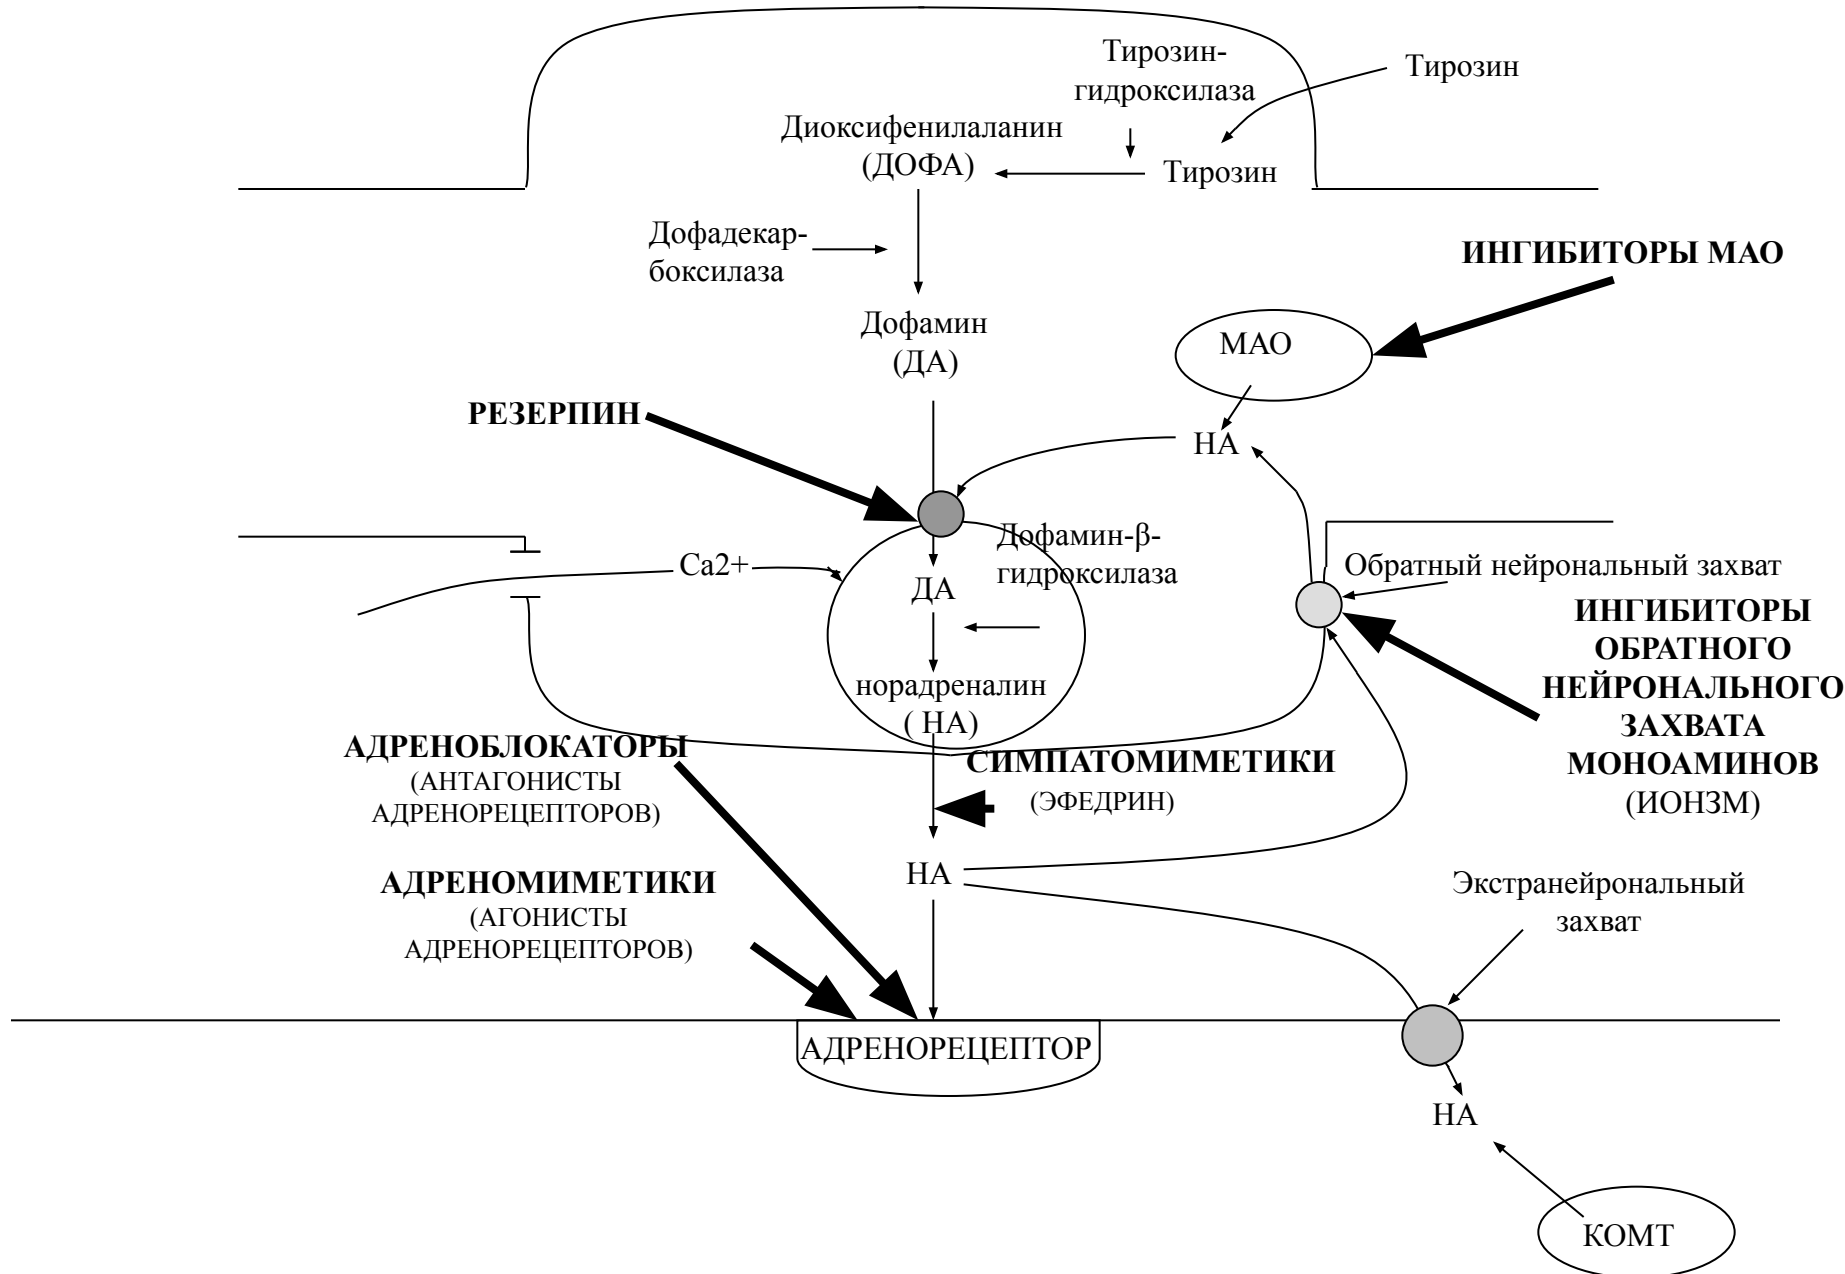 Тирозин-
гидроксилаза
Тирозин
Диоксифенилаланин
(ДОФА)
Тирозин
Дофадекар-
боксилаза
ИНГИБИТОРЫ МАО
Дофамин
(ДА)
МАО
РЕЗЕРПИН
НА
Дофамин-β-
гидроксилаза
Са2+
ДА
Обратный нейрональный захват
ИНГИБИТОРЫ
ОБРАТНОГО
НЕЙРОНАЛЬНОГО
ЗАХВАТА
МОНОАМИНОВ
(ИОНЗМ)
норадреналин
( НА)
АДРЕНОБЛОКАТОРЫ
(АНТАГОНИСТЫ
АДРЕНОРЕЦЕПТОРОВ)
СИМПАТОМИМЕТИКИ
(ЭФЕДРИН)
НА
АДРЕНОМИМЕТИКИ
(АГОНИСТЫ
АДРЕНОРЕЦЕПТОРОВ)
Экстранейрональный
захват
АДРЕНОРЕЦЕПТОР
НА
КОМТ